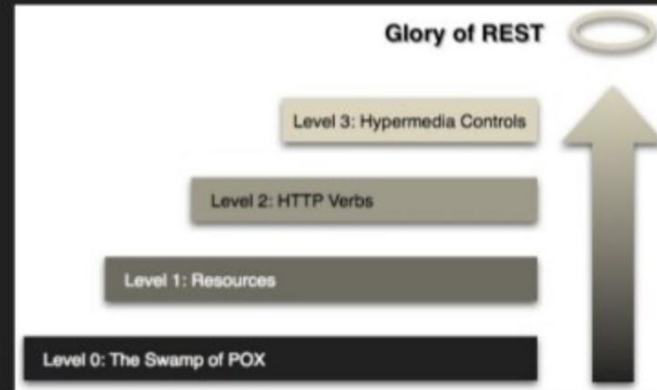 Glory of REST
Level 3: Hypermedia Controls
Level 2: HTTP Verbs
Level 1: Resources
Level 0: The Swamp of POX